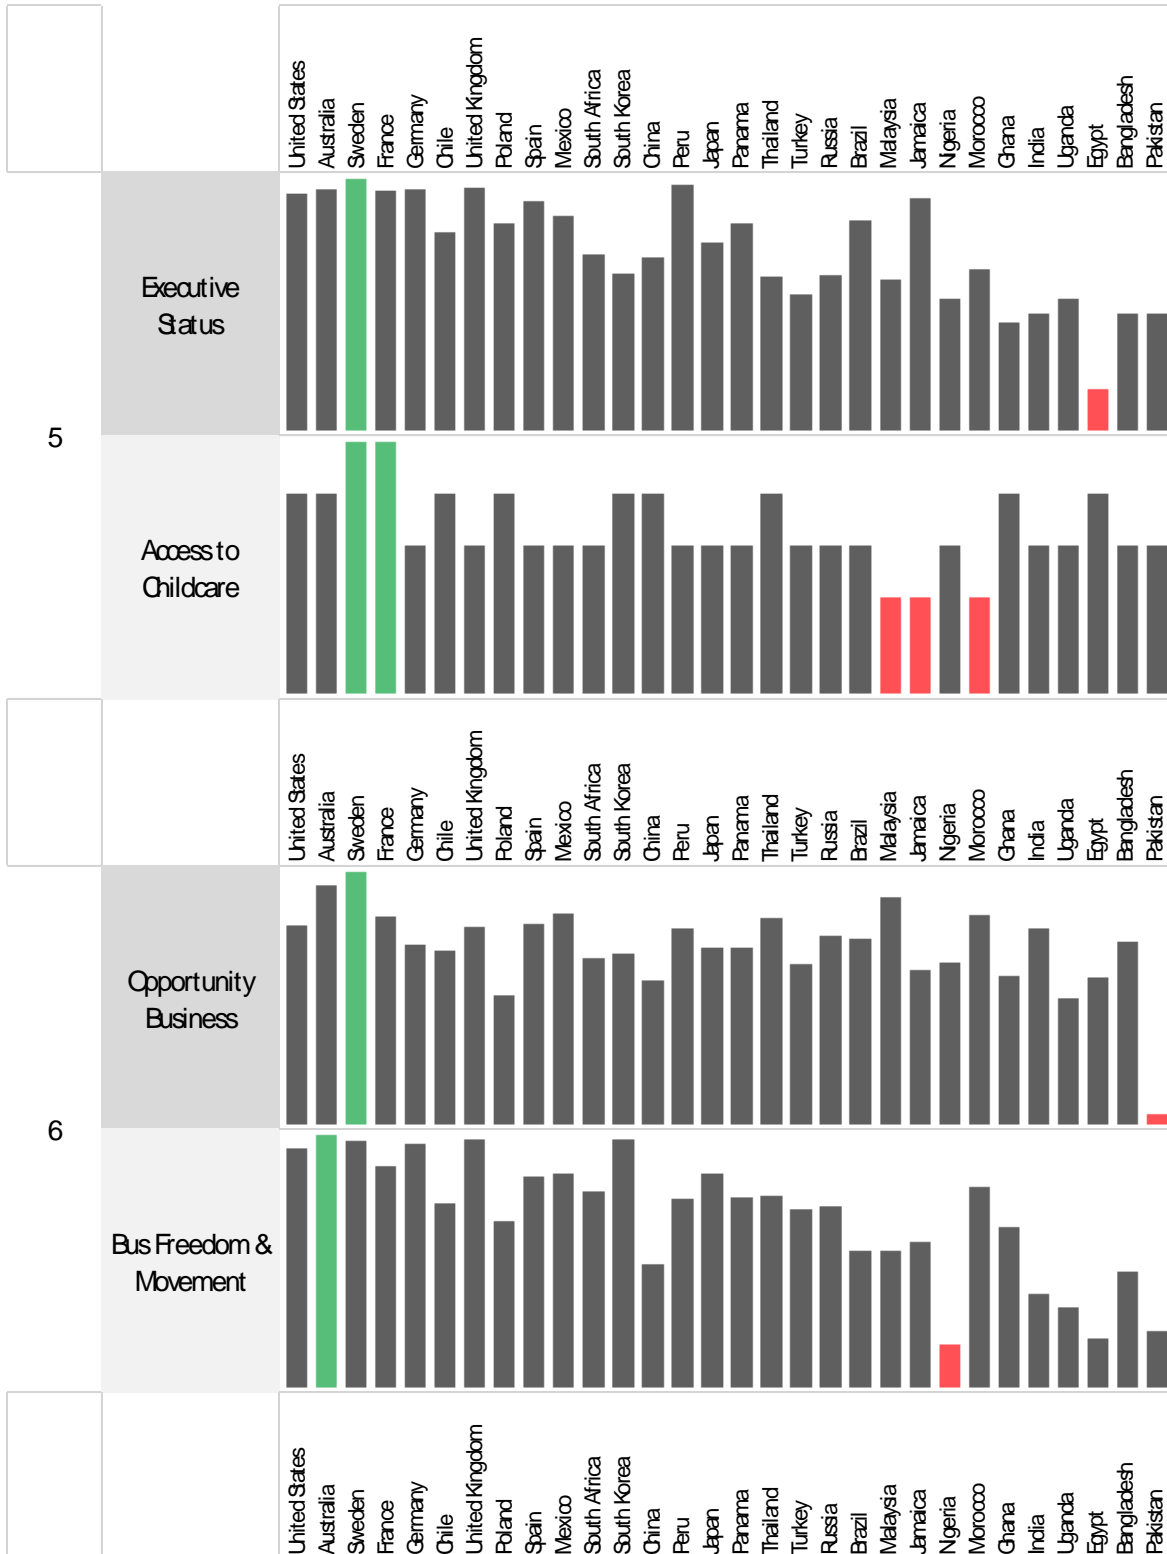 United States
Australia
Sweden
France
Germany
Chile
United Kingdom
Poland
Spain
Mexico
South Africa
South Korea
China
Peru
Japan
Panama
Thailand
Turkey
Russia
Brazil
Malaysia
Jamaica
Nigeria
Morocco
Ghana
India
Uganda
Egypt
Bangladesh
Pakistan
5
Executive
Status
Access to
Childcare
United States
Australia
Sweden
France
Germany
Chile
United Kingdom
Poland
Spain
Mexico
South Africa
South Korea
China
Peru
Japan
Panama
Thailand
Turkey
Russia
Brazil
Malaysia
Jamaica
Nigeria
Morocco
Ghana
India
Uganda
Egypt
Bangladesh
Pakistan
6
Opportunity
Business
Bus Freedom &
Movement
United States
Australia
Sweden
France
Germany
Chile
United Kingdom
Poland
Spain
Mexico
South Africa
South Korea
China
Peru
Japan
Panama
Thailand
Turkey
Russia
Brazil
Malaysia
Jamaica
Nigeria
Morocco
Ghana
India
Uganda
Egypt
Bangladesh
Pakistan